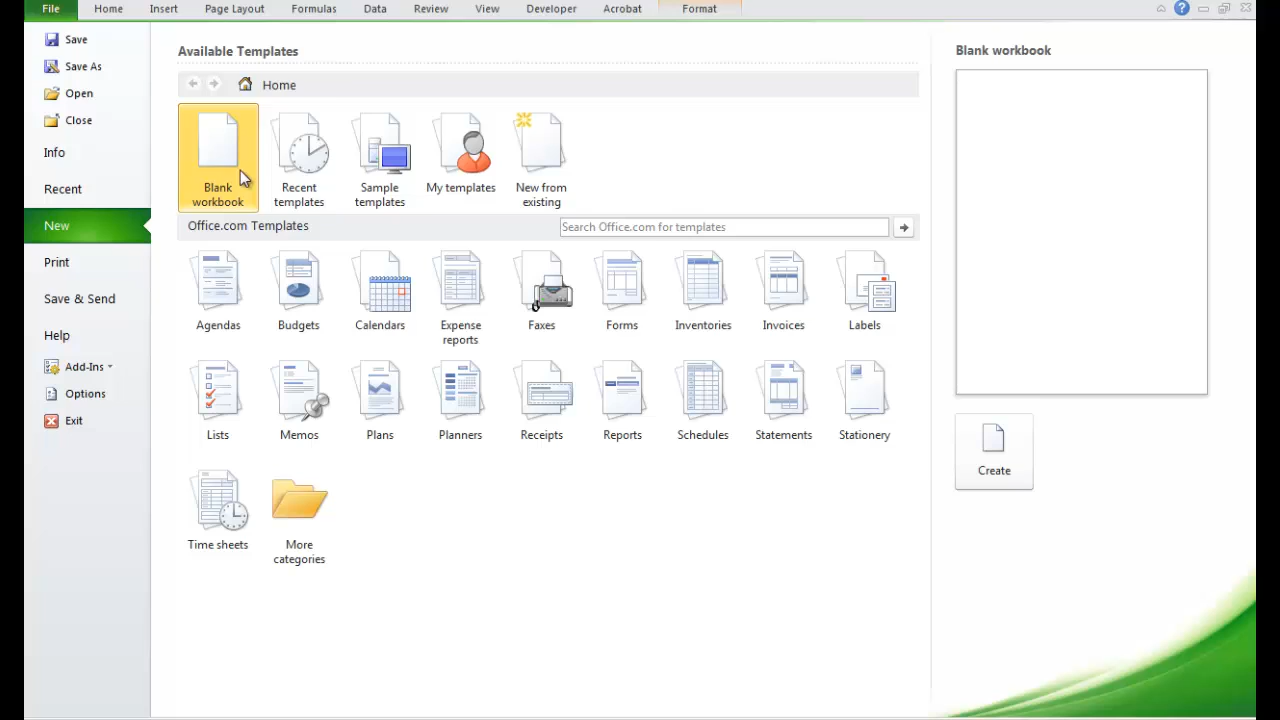 File Home Insert Page Layout Formulas Data Review View Developer Acrobat Format
Save
Save As
Open
Close
Info
Recent
New
Print
Save & Send
Help
Add-Ins
Options
Exit
Available Templates
Home
Blank workbook
Recent templates
Sample templates
My templates
New from existing
Office.com Templates
Search Office.com for templates
Agendas
Budgets
Calendars
Expense reports
Faxes
Forms
Inventories
Invoices
Labels
Lists
Memos
Plans
Planners
Receipts
Reports
Schedules
Statements
Stationery
Time sheets
More categories
Blank workbook
Create